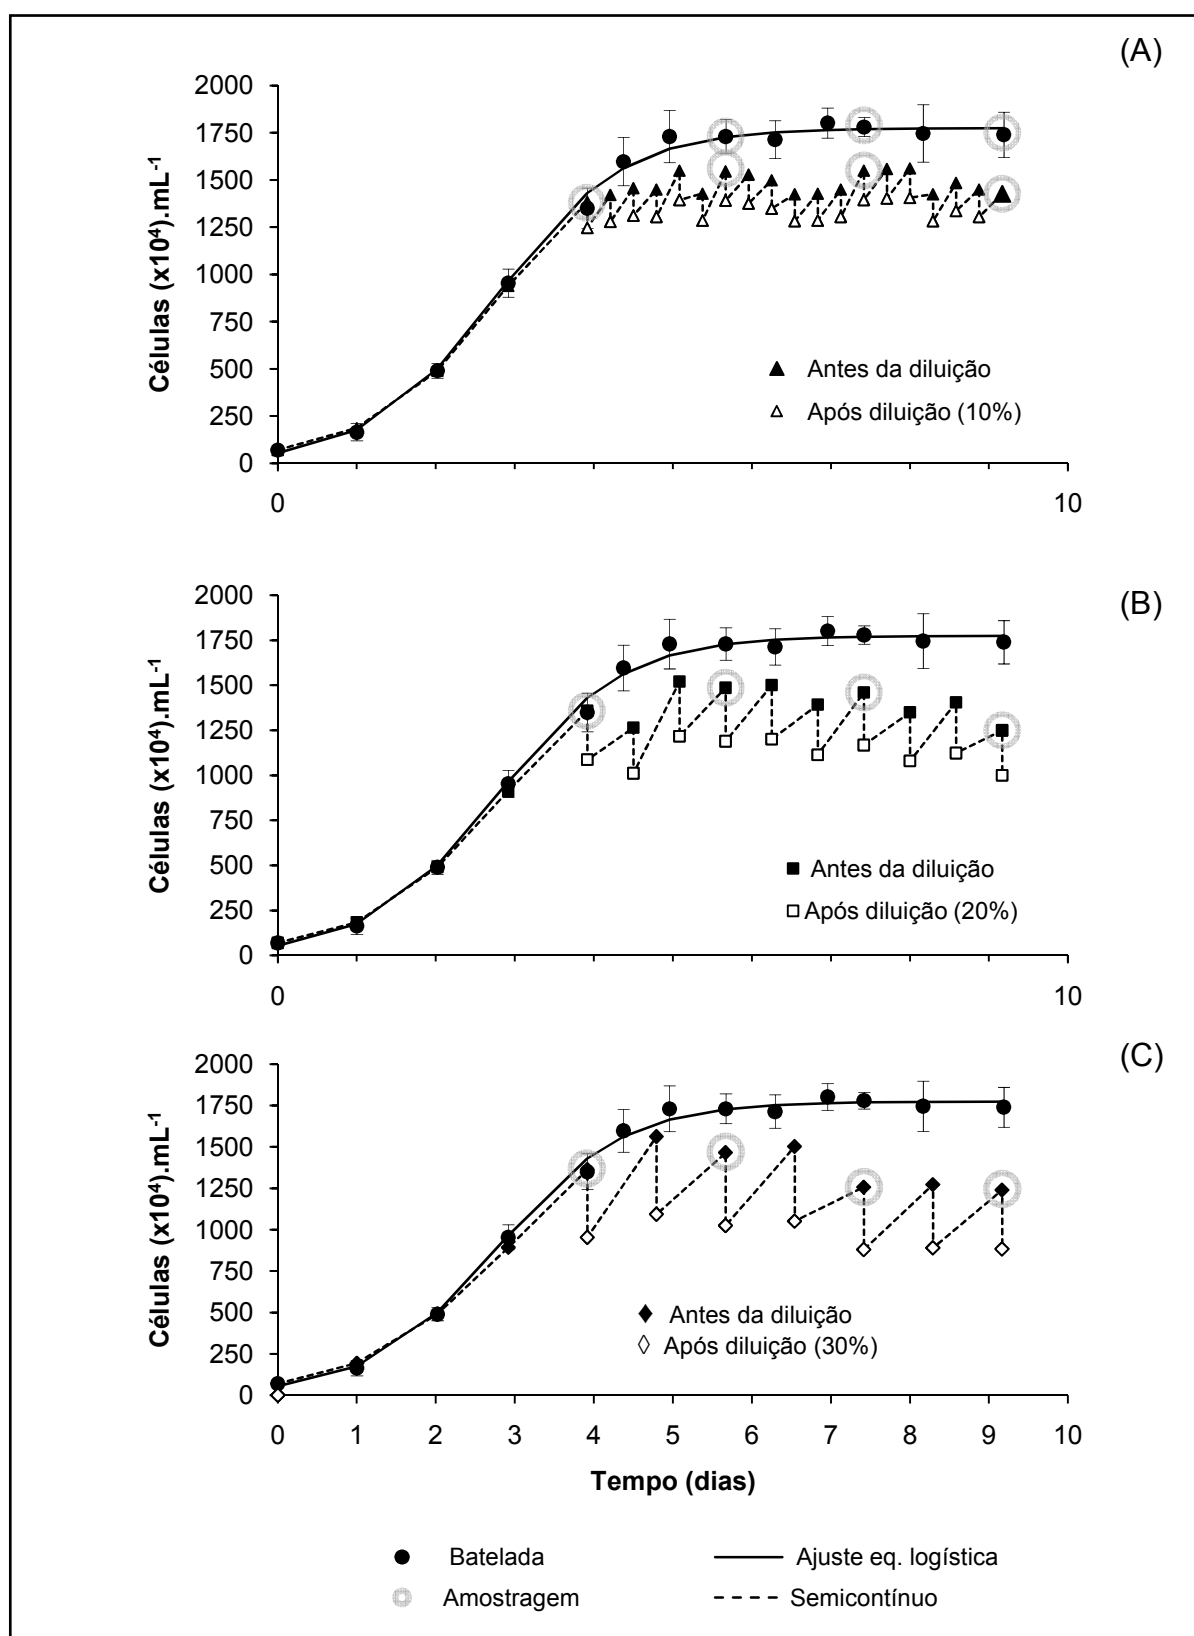 (A)
Células (x10⁴).mL⁻¹
2000
1750
1500
1250
1000
750
500
250
0
Antes da diluição
Após diluição (10%)
0
10
(B)
Células (x10⁴).mL⁻¹
2000
1750
1500
1250
1000
750
500
250
0
Antes da diluição
Após diluição (20%)
0
10
(C)
Células (x10⁴).mL⁻¹
2000
1750
1500
1250
1000
750
500
250
0
Antes da diluição
Após diluição (30%)
0 1 2 3 4 5 6 7 8 9 10
Tempo (dias)
Batelada
Ajuste eq. logística
Amostragem
Semicontínuo